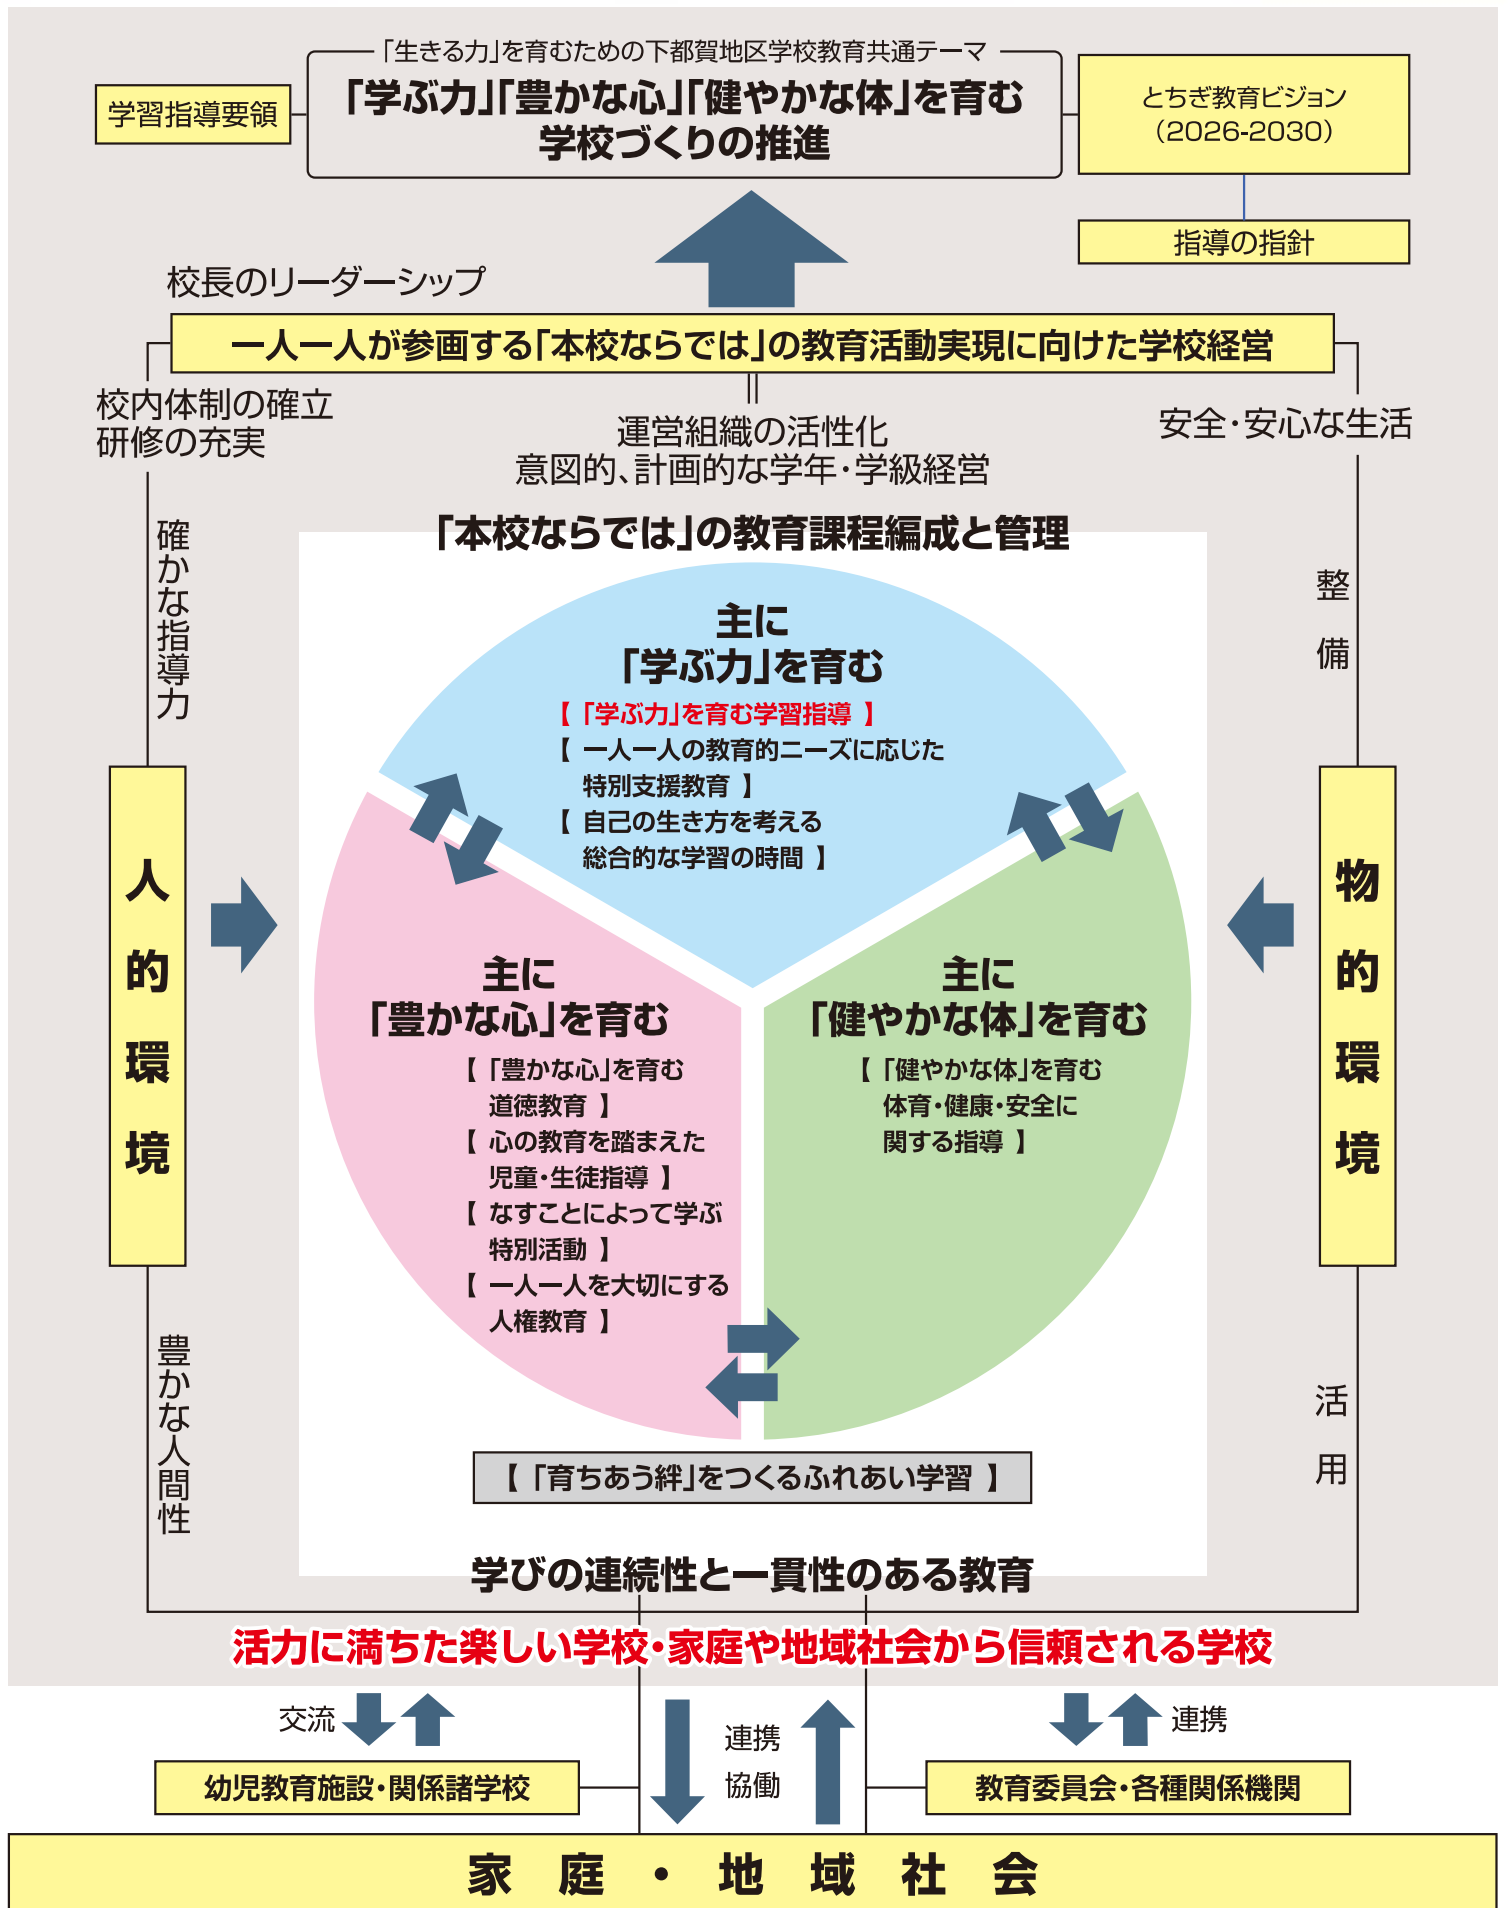 「生きる力」を育むための下都賀地区学校教育共通テーマ
「学ぶ力」「豊かな心」「健やかな体」を育む
学校づくりの推進
学習指導要領
とちぎ教育ビジョン
（2026-2030）
指導の指針
校長のリーダーシップ
一人一人が参画する「本校ならでは」の教育活動実現に向けた学校経営
校内体制の確立
研修の充実
運営組織の活性化
意図的、計画的な学年・学級経営
安全・安心な生活
「本校ならでは」の教育課程編成と管理
確かな指導力
整備
主に
「学ぶ力」を育む
【 「学ぶ力」を育む学習指導 】
【 一人一人の教育的ニーズに応じた
特別支援教育 】
【 自己の生き方を考える
総合的な学習の時間 】
人的環境
物的環境
主に
「豊かな心」を育む
【 「豊かな心」を育む
道徳教育 】
【 心の教育を踏まえた
児童・生徒指導 】
【 なすことによって学ぶ
特別活動 】
【 一人一人を大切にする
人権教育 】
主に
「健やかな体」を育む
【 「健やかな体」を育む
体育・健康・安全に
関する指導 】
豊かな人間性
活用
【 「育ちあう絆」をつくるふれあい学習 】
学びの連続性と一貫性のある教育
活力に満ちた楽しい学校・家庭や地域社会から信頼される学校
交流
連携
協働
連携
幼児教育施設・関係諸学校
教育委員会・各種関係機関
家庭・地域社会